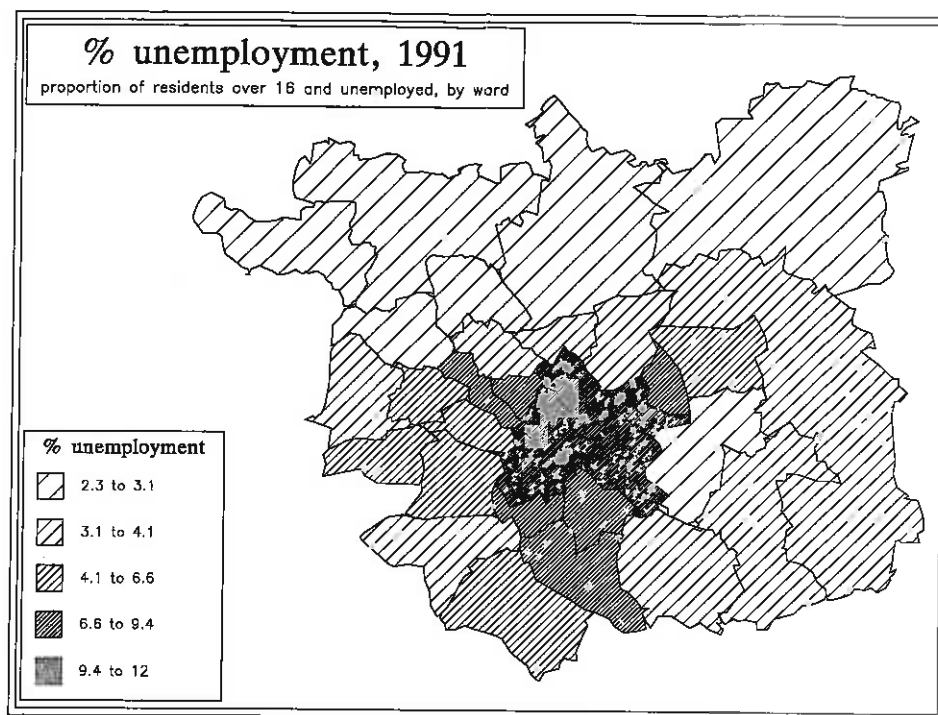 % unemployment, 1991
proportion of residents over 16 and unemployed, by ward
% unemployment
2.3 to 3.1
3.1 to 4.1
4.1 to 6.6
6.6 to 9.4
9.4 to 12